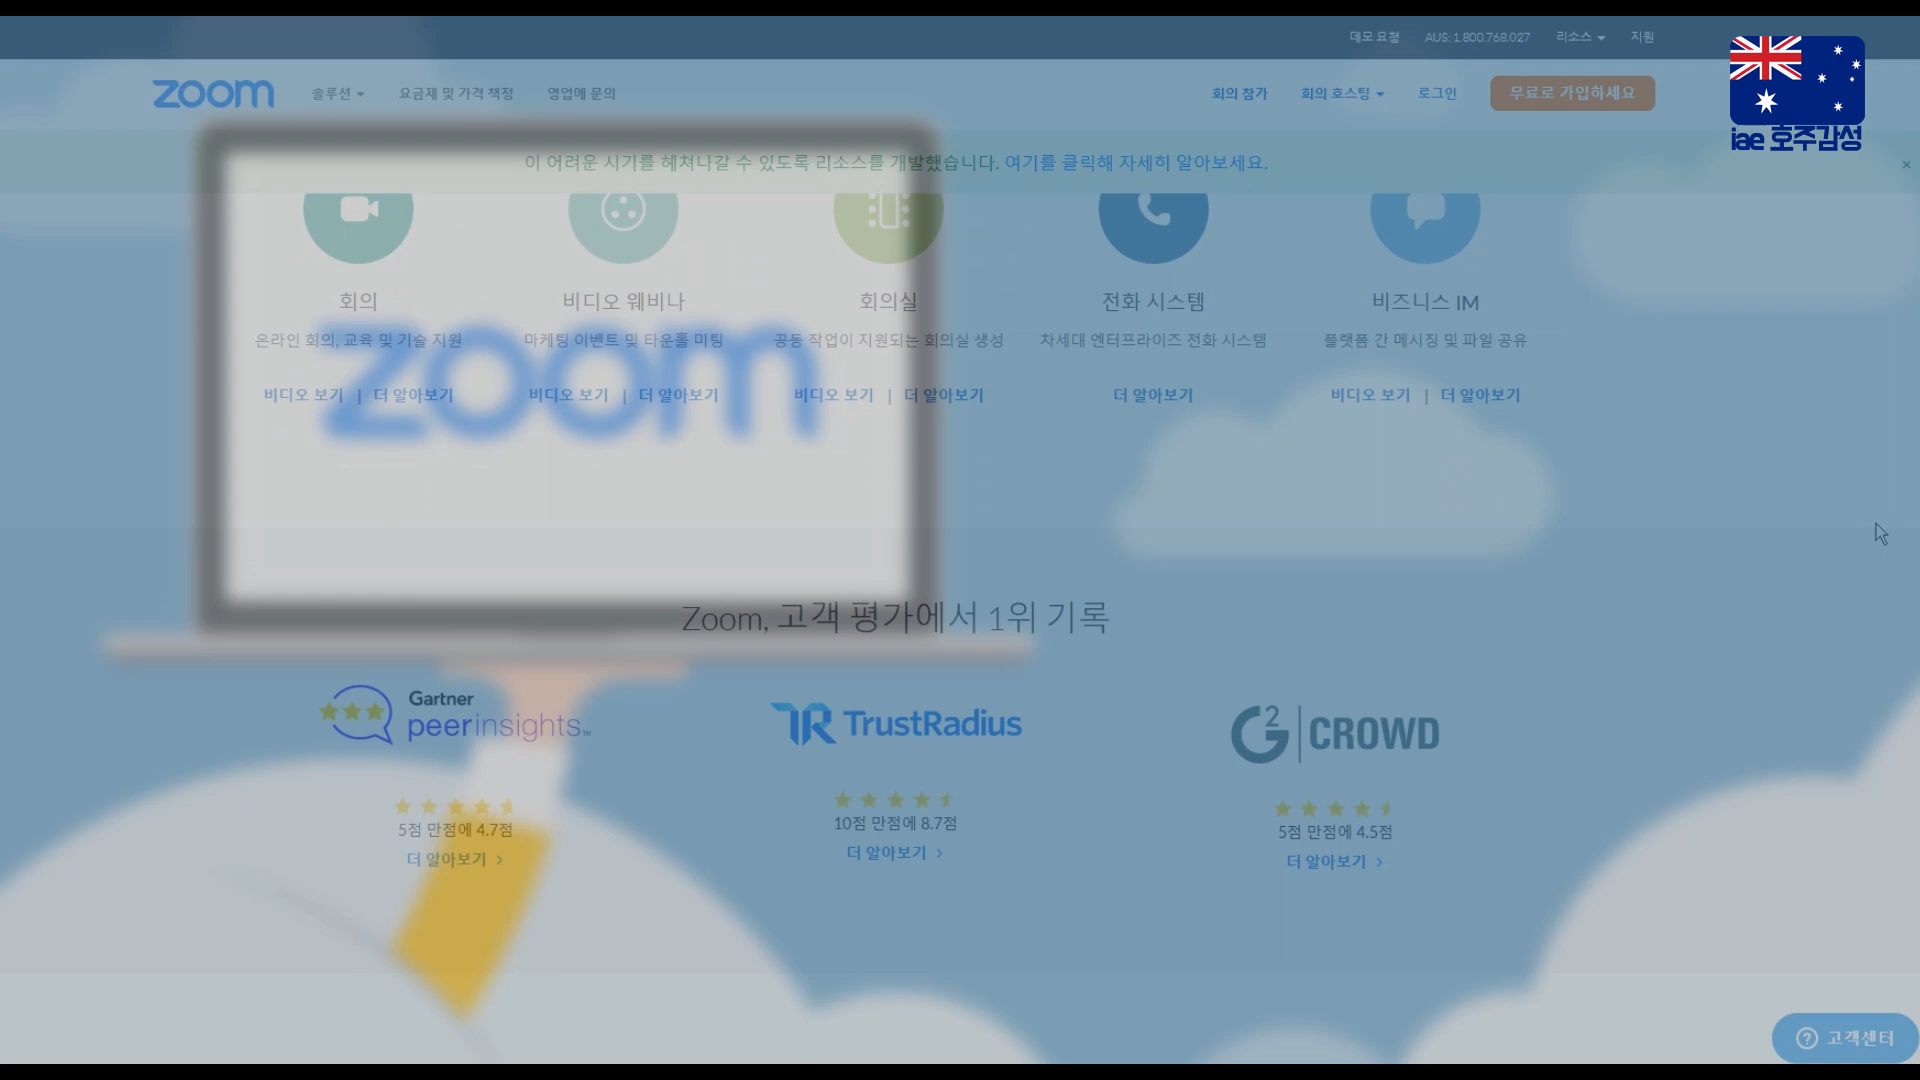 데모 요청 AUS: 1.800.768.027 리소스 지원
zoom 솔루션 요금제 및 가격 책정 영업에 문의 회의 참가 회의 호스팅 로그인 무료로 가입하세요
iae 호주감성
이 어려운 시기를 헤쳐나갈 수 있도록 리소스를 개발했습니다. 여기를 클릭해 자세히 알아보세요. ×
회의 비디오 웨비나 회의실 전화 시스템 비즈니스 IM
온라인 회의, 교육 및 기술 지원 마케팅 이벤트 및 타운홀 미팅 공동 작업이 지원되는 회의실 생성 차세대 엔터프라이즈 전화 시스템 플랫폼 간 메시징 및 파일 공유
zoom
비디오 보기 | 더 알아보기 비디오 보기 | 더 알아보기 비디오 보기 | 더 알아보기 더 알아보기 비디오 보기 | 더 알아보기
Zoom, 고객 평가에서 1위 기록
Gartner
peerinsights™ TrustRadius G2 | CROWD
5점 만점에 4.7점 10점 만점에 8.7점 5점 만점에 4.5점
더 알아보기 > 더 알아보기 > 더 알아보기 >
고객센터